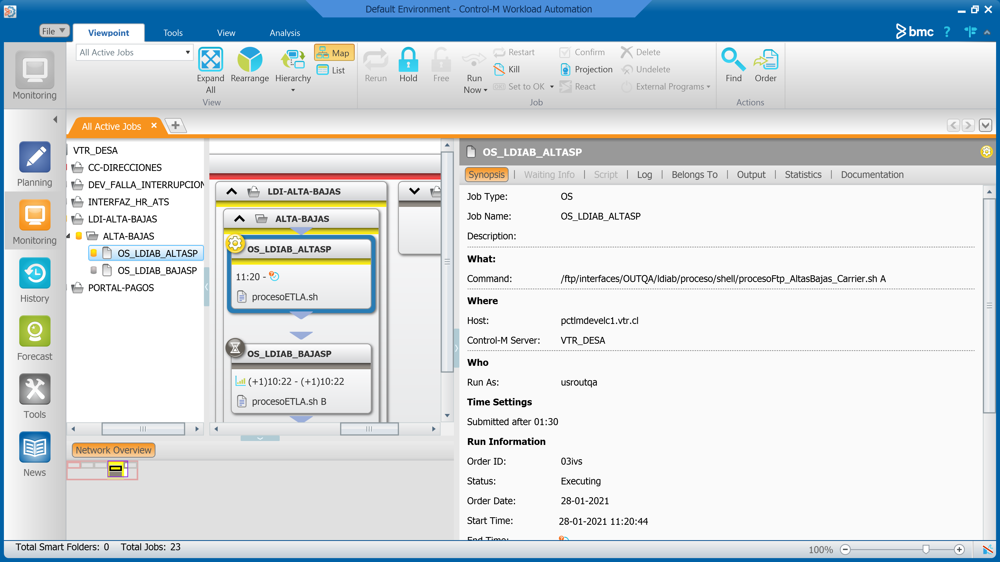 Default Environment - Control-M Workload Automation
File
Viewpoint
Tools
View
Analysis
bmc
?
All Active Jobs
Expand All
Rearrange
Hierarchy
Map
List
View
Rerun
Hold
Free
Run Now
Restart
Kill
OK! Set to OK
Confirm
Projection
React
Delete
Undelete
External Programs
Job
Find
Order
Actions
Monitoring
Planning
Monitoring
History
Forecast
Tools
News
All Active Jobs
VTR_DESA
CC-DIRECCIONES
DEV_FALLA_INTERRUPCION
INTERFAZ_HR_ATS
LDI-ALTA-BAJAS
ALTA-BAJAS
OS_LDIAB_ALTASP
OS_LDIAB_BAJASP
PORTAL-PAGOS
LDI-ALTA-BAJAS
ALTA-BAJAS
OS_LDIAB_ALTASP
11:20 -
procesoETLA.sh
OS_LDIAB_BAJASP
(+1)10:22 - (+1)10:22
procesoETLA.sh B
Network Overview
OS_LDIAB_ALTASP
Synopsis | Waiting Info | Script | Log | Belongs To | Output | Statistics | Documentation
Job Type: OS
Job Name: OS_LDIAB_ALTASP
Description:
What:
Command: /ftp/interfaces/OUTQA/ldiab/proceso/shell/procesoFtp_AltasBajas_Carrier.sh A
Where
Host: pctlmdevelc1.vtr.cl
Control-M Server: VTR_DESA
Who
Run As: usroutqa
Time Settings
Submitted after 01:30
Run Information
Order ID: 03ivs
Status: Executing
Order Date: 28-01-2021
Start Time: 28-01-2021 11:20:44
End Time:
Total Smart Folders: 0 Total Jobs: 23
100%